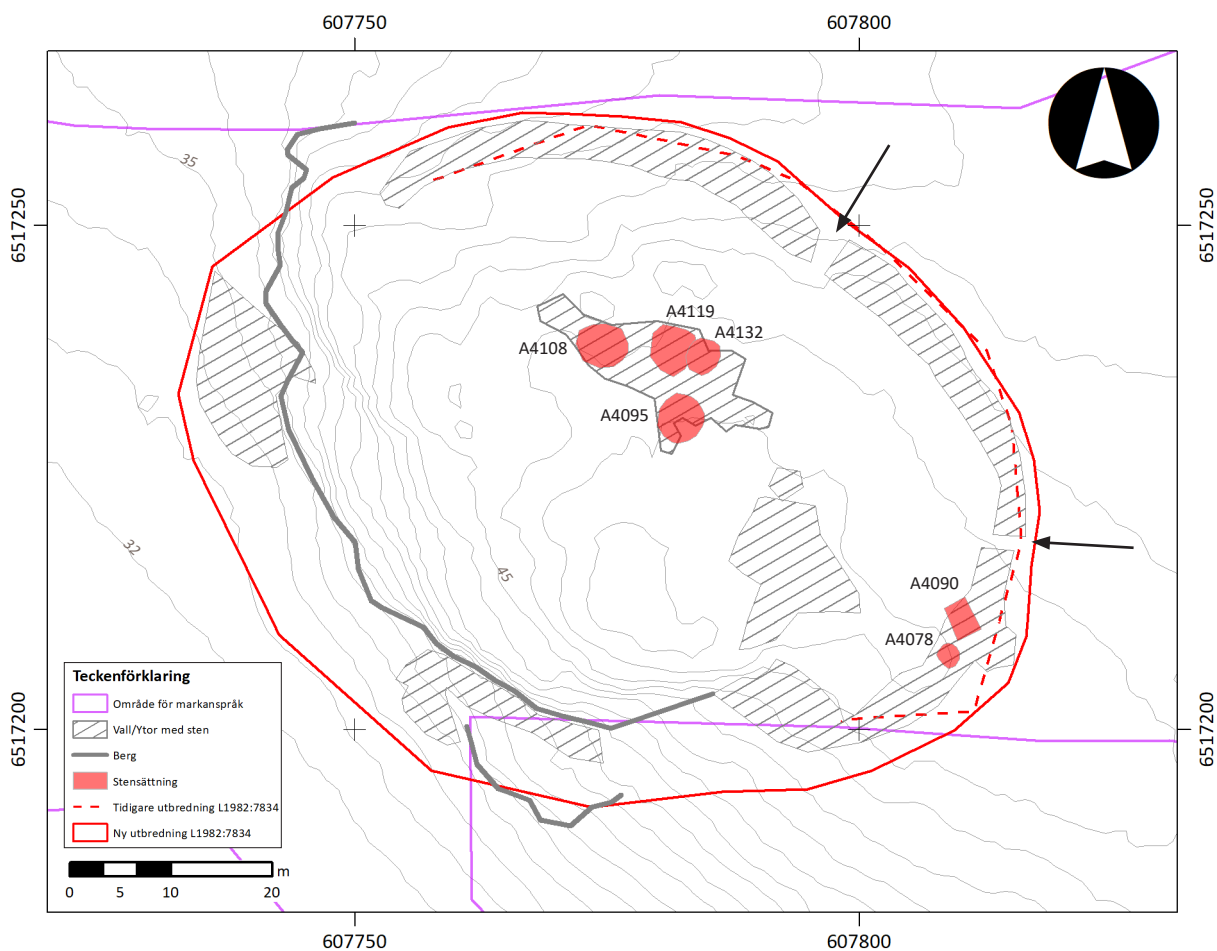 607750
607800
6517250
6517250
35
A4119
A4132
A4108
A4095
32
45
A4090
A4078
6517200
6517200
Teckenförklaring
Område för markanspråk
Vall/Ytor med sten
Berg
Stensättning
Tidigare utbredning L1982:7834
Ny utbredning L1982:7834
m
0 5 10 20
607750
607800